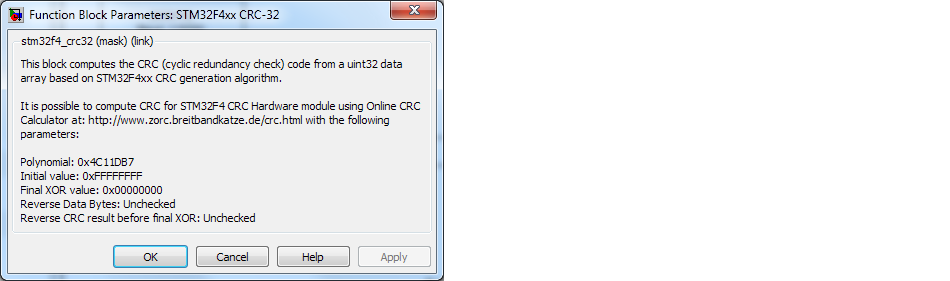 Function Block Parameters: STM32F4xx CRC-32
stm32f4_crc32 (mask) (link)
This block computes the CRC (cyclic redundancy check) code from a uint32 data
array based on STM32F4xx CRC generation algorithm.
It is possible to compute CRC for STM32F4 CRC Hardware module using Online CRC
Calculator at: http://www.zorc.breitbandkatze.de/crc.html with the following
parameters:
Polynomial: 0x4C11DB7
Initial value: 0xFFFFFFFF
Final XOR value: 0x00000000
Reverse Data Bytes: Unchecked
Reverse CRC result before final XOR: Unchecked
OK Cancel Help Apply